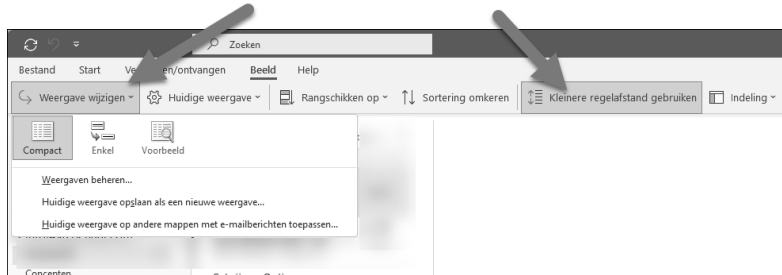 Zoeken
Bestand Start Ve en/ontvangen Beeld Help
Weergave wijzigen Huidige weergave Rangschikken op Sortering omkeren Kleinere regelafstand gebruiken Indeling
Compact Enkel Voorbeeld
Weergaven beheren...
Huidige weergave opslaan als een nieuwe weergave...
Huidige weergave op andere mappen met e-mailberichten toepassen...
Concepten